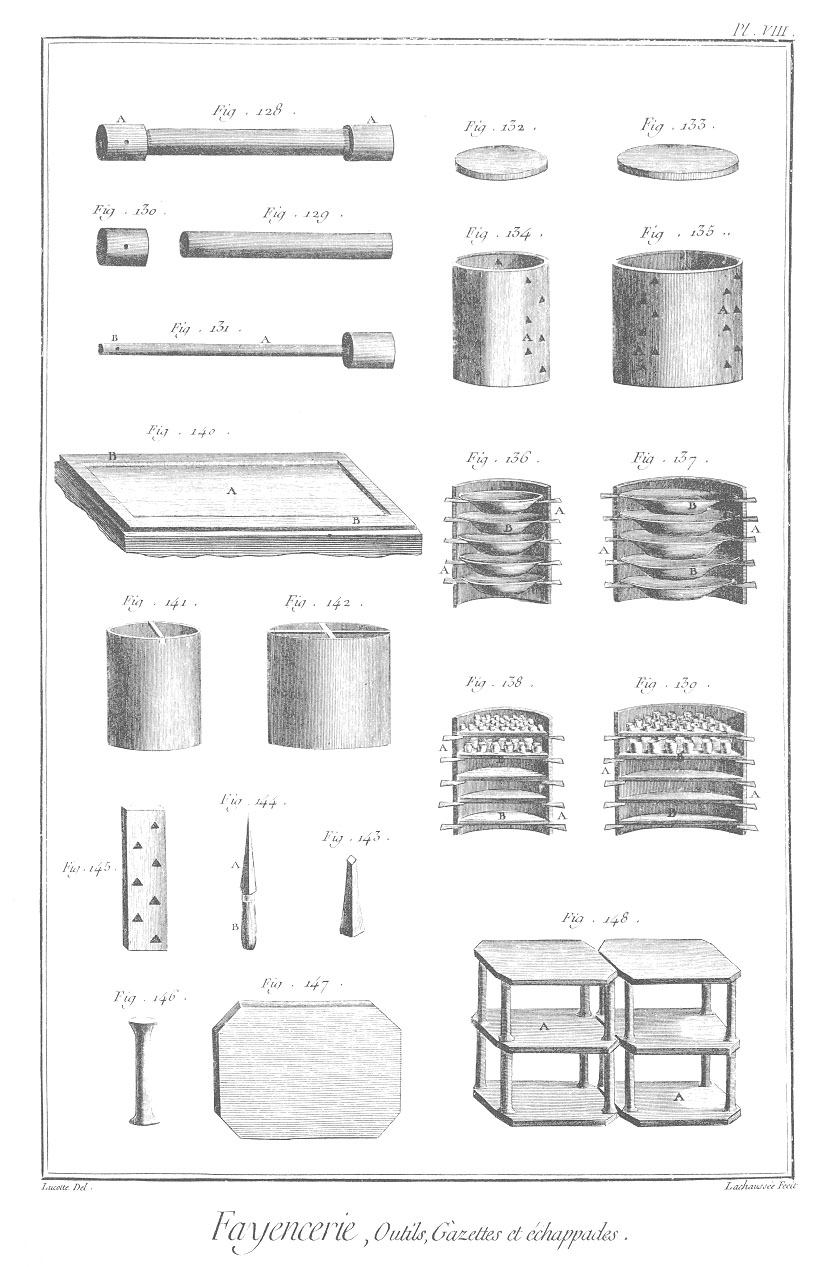 Pl. VIII.
Fig. 128.
A A
Fig. 132.
Fig. 133.
Fig. 130.
Fig. 129.
Fig. 134.
Fig. 135.
A
A
A
A
Fig. 131.
B A
Fig. 140.
B
A
B
Fig. 136.
Fig. 137.
A
B
A
B
A
A
B
Fig. 141.
Fig. 142.
Fig. 138.
Fig. 139.
A
B
B
A
A
B
A
B
A
Fig. 144.
A
B
Fig. 143.
Fig. 145.
Fig. 148.
A
A
Fig. 146.
Fig. 147.
Lucotte Del.
Lachaussée Fecit
Fayencerie, Outils, Gazettes et échappades.